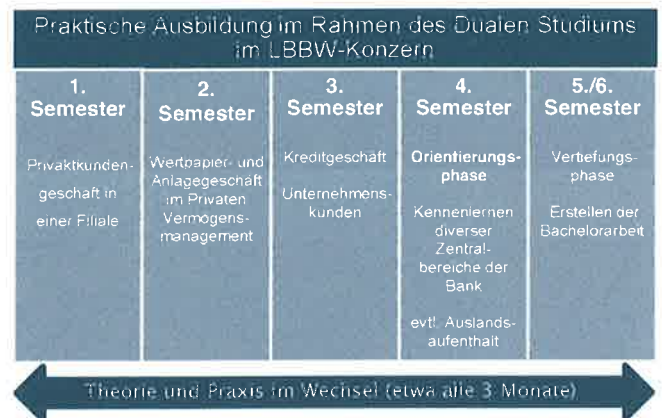 Praktische Ausbildung im Rahmen des Dualen Studiums
im LBBW-Konzern
1.
Semester
Privaktkunden-
geschäft in
einer Filiale
2.
Semester
Wertpapier- und
Anlagegeschäft
im Privaten
Vermögens-
management
3.
Semester
Kreditgeschäft
Unternehmens-
kunden
4.
Semester
Orientierungs-
phase
Kennenlernen
diverser
Zentral-
bereiche der
Bank
evtl. Auslands-
aufenthalt
5./6.
Semester
Vertiefungs-
phase
Erstellen der
Bachelorarbeit
Theorie und Praxis im Wechsel (etwa alle 3 Monate)